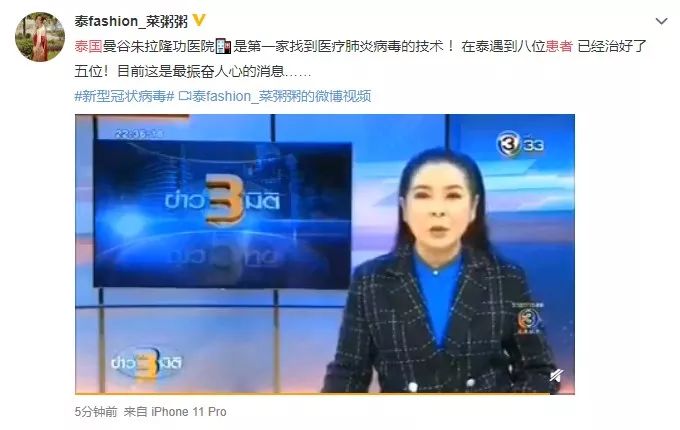 泰fashion_菜粥粥
泰国曼谷朱拉隆功医院是第一家找到医疗肺炎病毒的技术！在泰遇到八位患者 已经治好了
五位！目前这是最振奋人心的消息......
#新型冠状病毒# 泰fashion_菜粥粥的微博视频
3 33
ข่าว 3 มิติ
3
ข่าว 3 มิติ
5分钟前 来自 iPhone 11 Pro